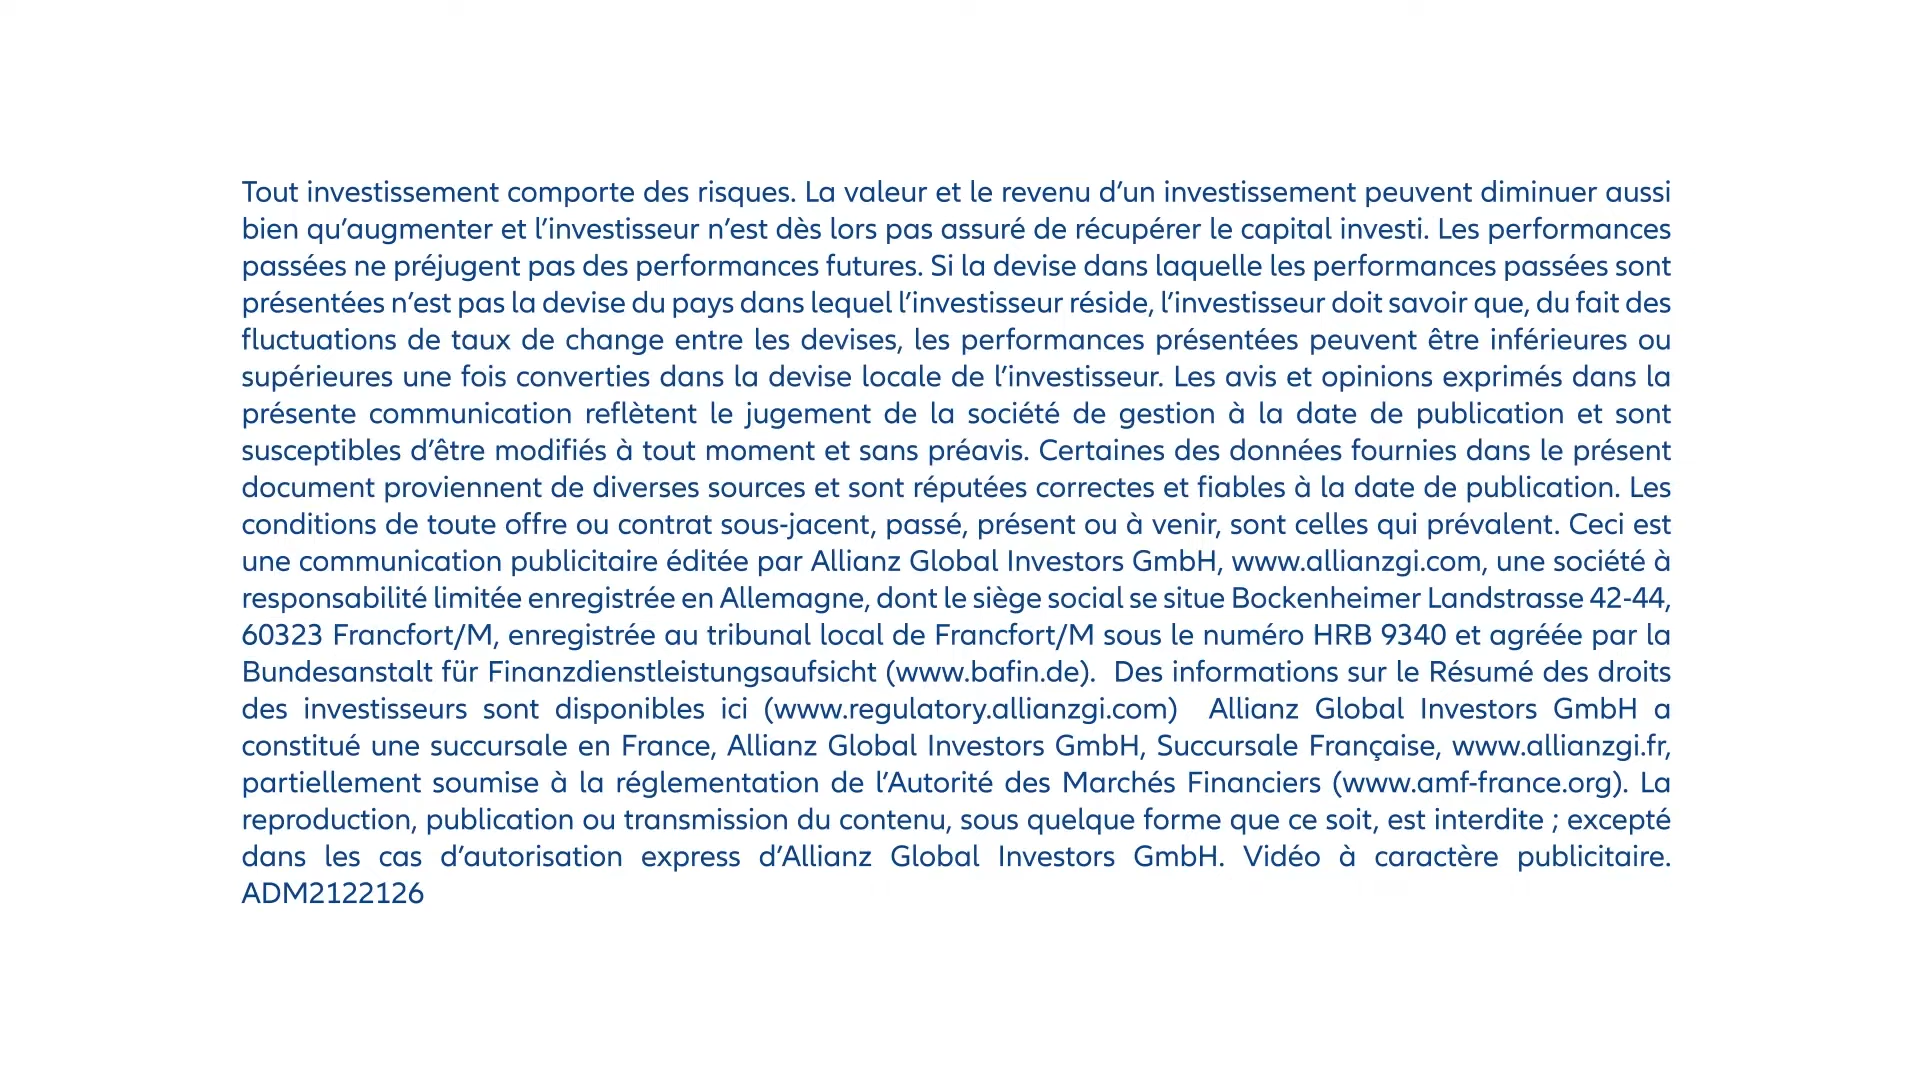 Tout investissement comporte des risques. La valeur et le revenu d’un investissement peuvent diminuer aussi
bien qu’augmenter et l’investisseur n’est dès lors pas assuré de récupérer le capital investi. Les performances
passées ne préjugent pas des performances futures. Si la devise dans laquelle les performances passées sont
présentées n’est pas la devise du pays dans lequel l’investisseur réside, l’investisseur doit savoir que, du fait des
fluctuations de taux de change entre les devises, les performances présentées peuvent être inférieures ou
supérieures une fois converties dans la devise locale de l’investisseur. Les avis et opinions exprimés dans la
présente communication reflètent le jugement de la société de gestion à la date de publication et sont
susceptibles d’être modifiés à tout moment et sans préavis. Certaines des données fournies dans le présent
document proviennent de diverses sources et sont réputées correctes et fiables à la date de publication. Les
conditions de toute offre ou contrat sous-jacent, passé, présent ou à venir, sont celles qui prévalent. Ceci est
une communication publicitaire éditée par Allianz Global Investors GmbH, www.allianzgi.com, une société à
responsabilité limitée enregistrée en Allemagne, dont le siège social se situe Bockenheimer Landstrasse 42-44,
60323 Francfort/M, enregistrée au tribunal local de Francfort/M sous le numéro HRB 9340 et agréée par la
Bundesanstalt für Finanzdienstleistungsaufsicht (www.bafin.de).  Des informations sur le Résumé des droits
des investisseurs sont disponibles ici (www.regulatory.allianzgi.com)  Allianz Global Investors GmbH a
constitué une succursale en France, Allianz Global Investors GmbH, Succursale Française, www.allianzgi.fr,
partiellement soumise à la réglementation de l’Autorité des Marchés Financiers (www.amf-france.org). La
reproduction, publication ou transmission du contenu, sous quelque forme que ce soit, est interdite ; excepté
dans les cas d’autorisation express d’Allianz Global Investors GmbH. Vidéo à caractère publicitaire.
ADM2122126